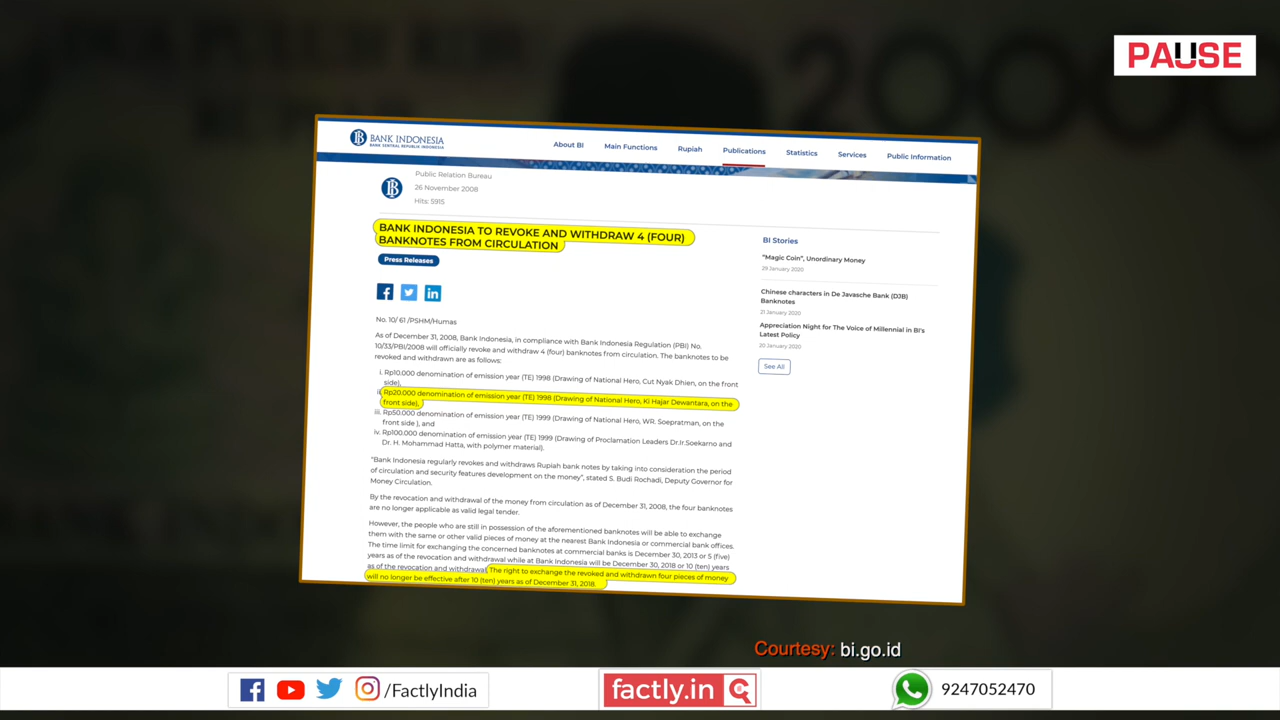 PAUSE
BANK INDONESIA
BANK SENTRAL REPUBLIK INDONESIA
About BI
Main Functions
Rupiah
Publications
Statistics
Services
Public Information
Public Relation Bureau
26 November 2008
Hits: 5915
BANK INDONESIA TO REVOKE AND WITHDRAW 4 (FOUR)
BANKNOTES FROM CIRCULATION
Press Releases
No. 10/ 61 /PSHM/Humas
As of December 31, 2008, Bank Indonesia, in compliance with Bank Indonesia Regulation (PBI) No.
10/33/PBI/2008 will officially revoke and withdraw 4 (four) banknotes from circulation. The banknotes to be
revoked and withdrawn are as follows:
i. Rp10.000 denomination of emission year (TE) 1998 (Drawing of National Hero, Cut Nyak Dhien, on the front
side),
ii. Rp20.000 denomination of emission year (TE) 1998 (Drawing of National Hero, Ki Hajar Dewantara, on the
front side),
iii. Rp50.000 denomination of emission year (TE) 1999 (Drawing of National Hero, WR. Soepratman, on the
front side ), and
iv. Rp100.000 denomination of emission year (TE) 1999 (Drawing of Proclamation Leaders Dr.Ir.Soekarno and
Dr. H. Mohammad Hatta, with polymer material).
"Bank Indonesia regularly revokes and withdraws Rupiah bank notes by taking into consideration the period
of circulation and security features development on the money", stated S. Budi Rochadi, Deputy Governor for
Money Circulation.
By the revocation and withdrawal of the money from circulation as of December 31, 2008, the four banknotes
are no longer applicable as valid legal tender.
However, the people who are still in possession of the aforementioned banknotes will be able to exchange
them with the same or other valid pieces of money at the nearest Bank Indonesia or commercial bank offices.
The time limit for exchanging the concerned banknotes at commercial banks is December 30, 2013 or 5 (five)
years as of the revocation and withdrawal while at Bank Indonesia will be December 30, 2018 or 10 (ten) years
as of the revocation and withdrawal. The right to exchange the revoked and withdrawn four pieces of money
will no longer be effective after 10 (ten) years as of December 31, 2018.
BI Stories
"Magic Coin", Unordinary Money
29 January 2020
Chinese characters in De Javasche Bank (DJB)
Banknotes
21 January 2020
Appreciation Night for The Voice of Millennial in BI's
Latest Policy
20 January 2020
See All
Courtesy: bi.go.id
/FactlyIndia
factly.in
9247052470